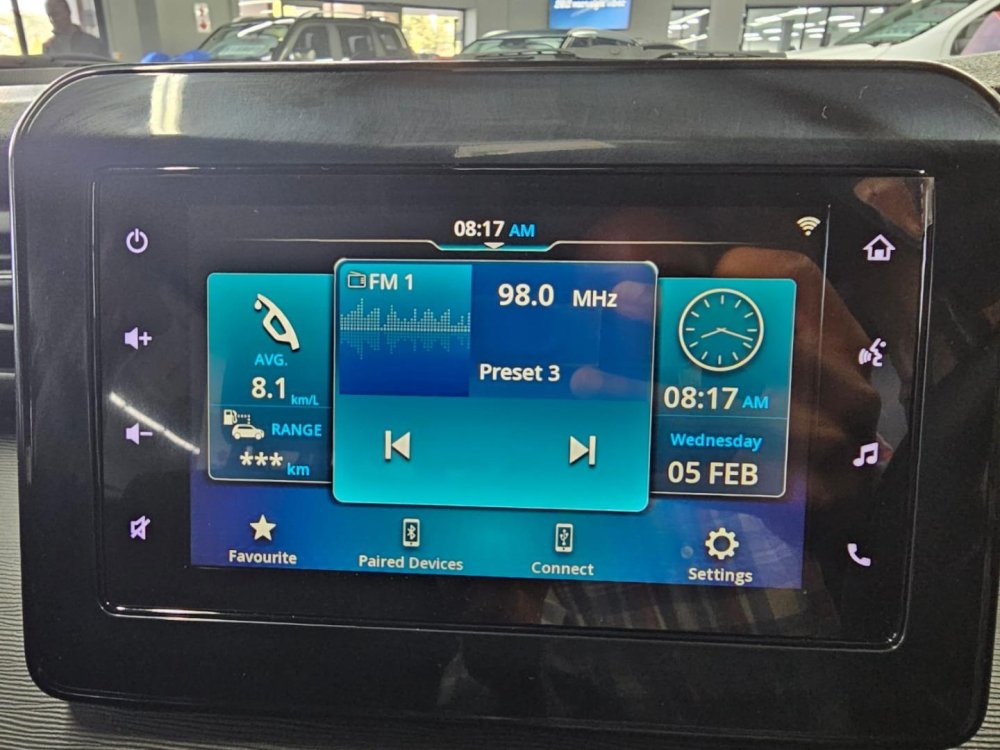 08:17 AM
FM 1
98.0 MHz
Preset 3
AVG.
8.1 km/L
RANGE
*** km
08:17 AM
Wednesday
05 FEB
Favourite
Paired Devices
Connect
Settings